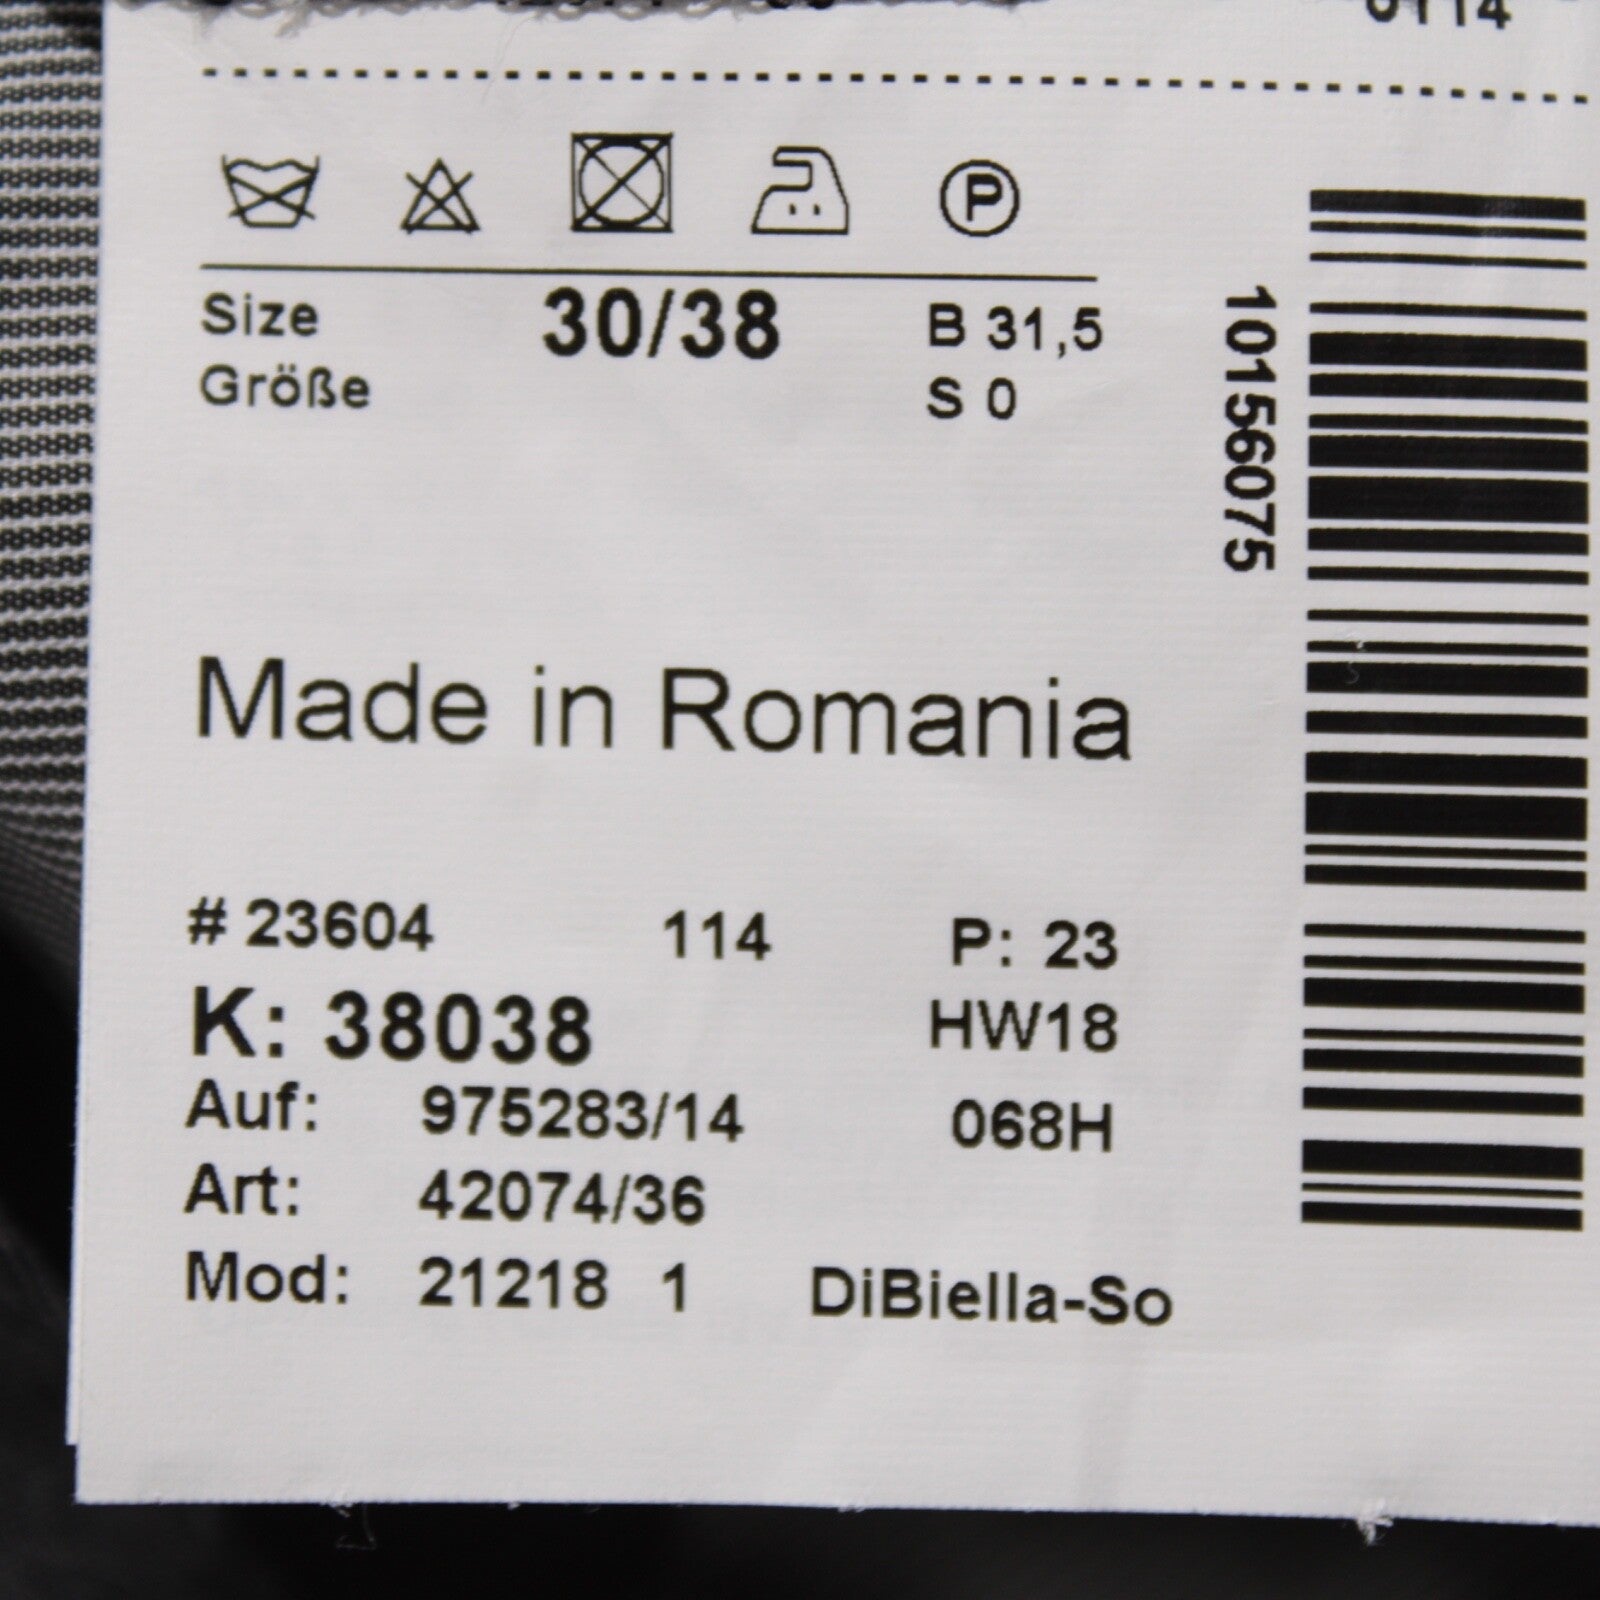 Size 30/38 B 31,5
Größe S 0
Made in Romania
# 23604 114 P: 23
K: 38038 HW18
Auf: 975283/14 068H
Art: 42074/36
Mod: 21218 1 DiBiella-So
10156075
P